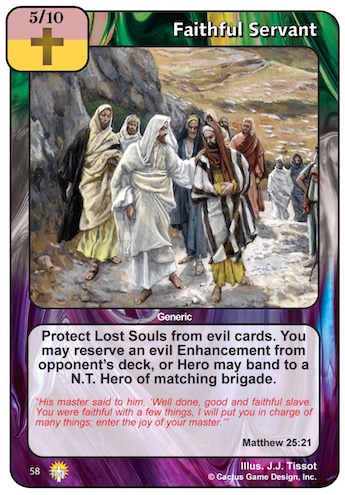 5/10
Faithful Servant
Generic
Protect Lost Souls from evil cards. You
may reserve an evil Enhancement from
opponent's deck, or Hero may band to a
N.T. Hero of matching brigade.
"His master said to him, 'Well done, good and faithful slave.
You were faithful with a few things, I will put you in charge of
many things; enter the joy of your master.'"
Matthew 25:21
58
Illus. J.J. Tissot
© Cactus Game Design, Inc.